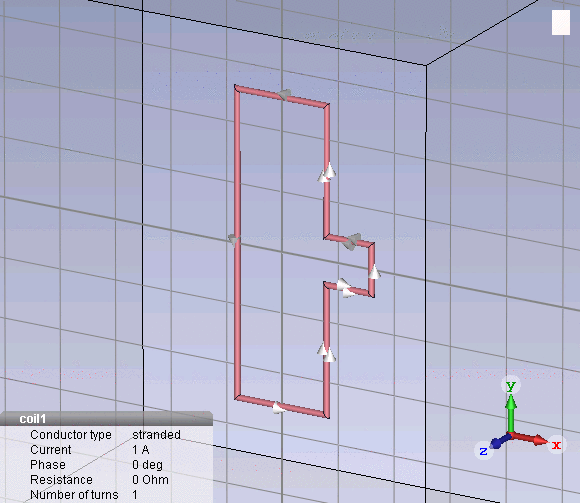 y
x
z
coil1
Conductor type stranded
Current 1 A
Phase 0 deg
Resistance 0 Ohm
Number of turns 1